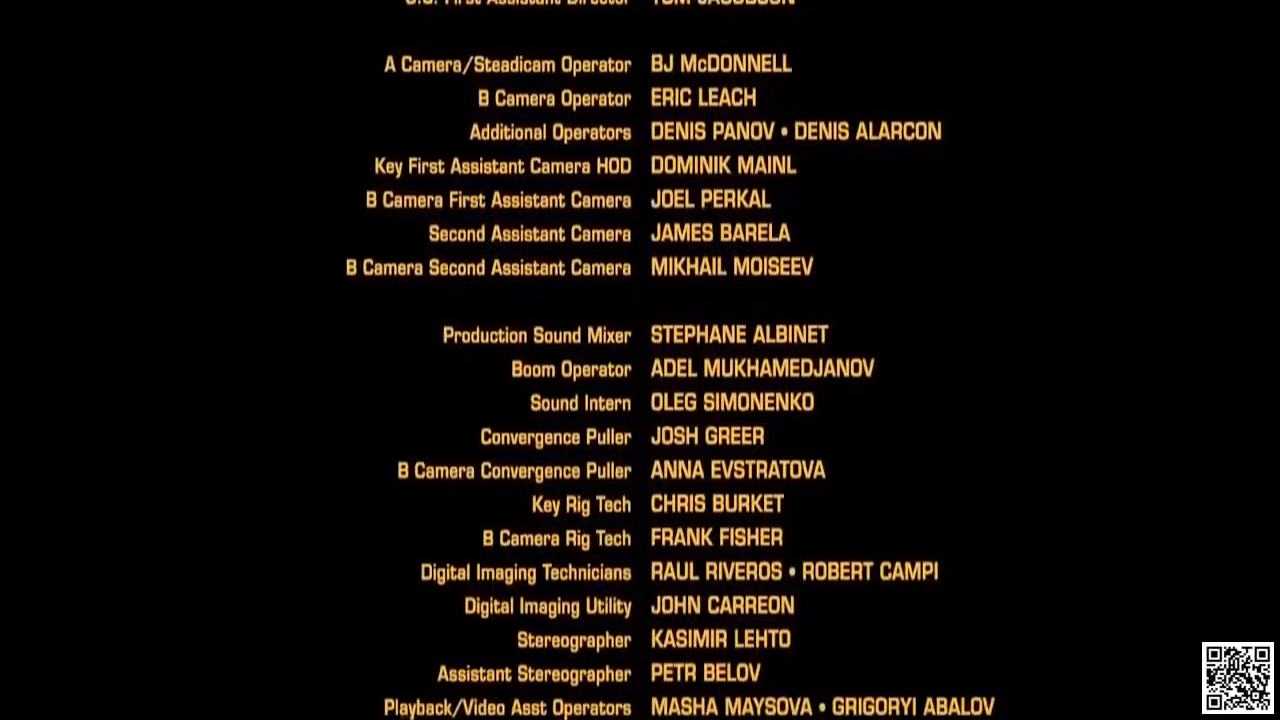 U.S. First Assistant Director TOM JACOBSON
A Camera/Steadicam Operator BJ McDONNELL
B Camera Operator ERIC LEACH
Additional Operators DENIS PANOV • DENIS ALARCON
Key First Assistant Camera HOD DOMINIK MAINL
B Camera First Assistant Camera JOEL PERKAL
Second Assistant Camera JAMES BARELA
B Camera Second Assistant Camera MIKHAIL MOISEEV
Production Sound Mixer STEPHANE ALBINET
Boom Operator ADEL MUKHAMEDJANOV
Sound Intern OLEG SIMONENKO
Convergence Puller JOSH GREER
B Camera Convergence Puller ANNA EVSTRATOVA
Key Rig Tech CHRIS BURKET
B Camera Rig Tech FRANK FISHER
Digital Imaging Technicians RAUL RIVEROS • ROBERT CAMPI
Digital Imaging Utility JOHN CARREON
Stereographer KASIMIR LEHTO
Assistant Stereographer PETR BELOV
Playback/Video Asst Operators MASHA MAYSOVA • GRIGORYI ABALOV